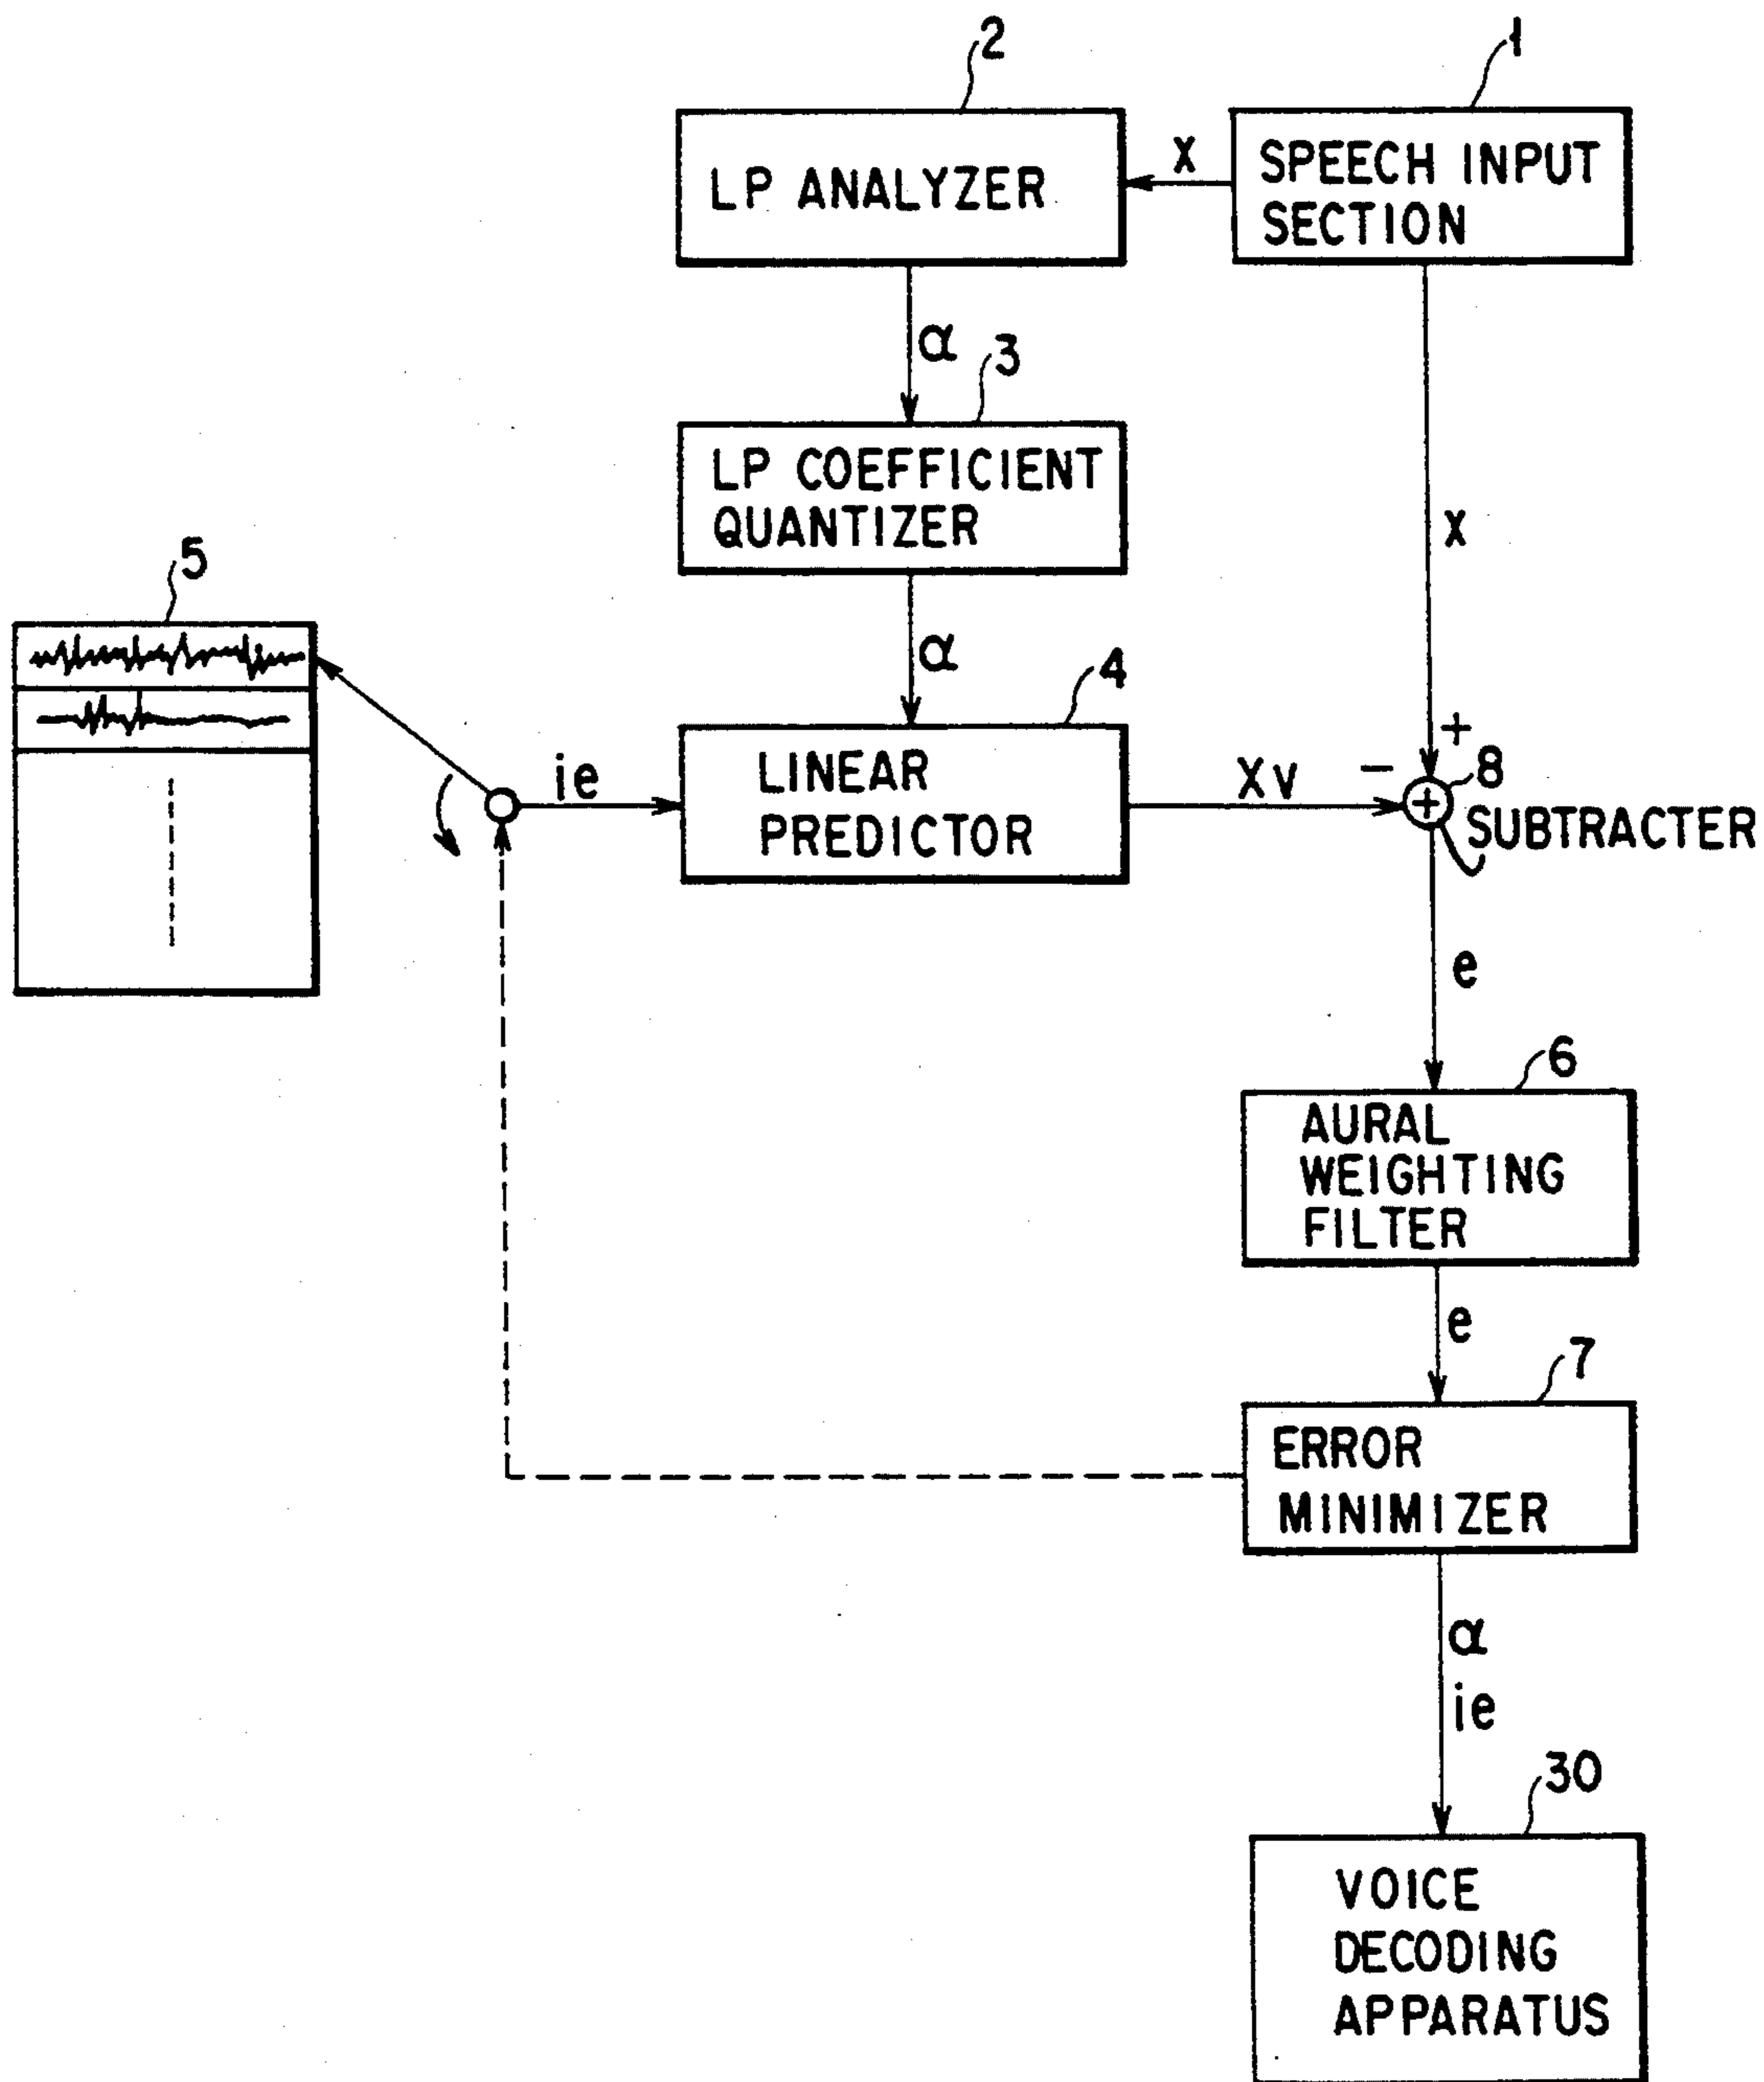 2
1
LP ANALYZER
X
SPEECH INPUT
SECTION
α
3
LP COEFFICIENT
QUANTIZER
X
5
α
4
ie
LINEAR
PREDICTOR
XV
−
+
8
+
SUBTRACTER
e
6
AURAL
WEIGHTING
FILTER
e
7
ERROR
MINIMIZER
α
ie
30
VOICE
DECODING
APPARATUS